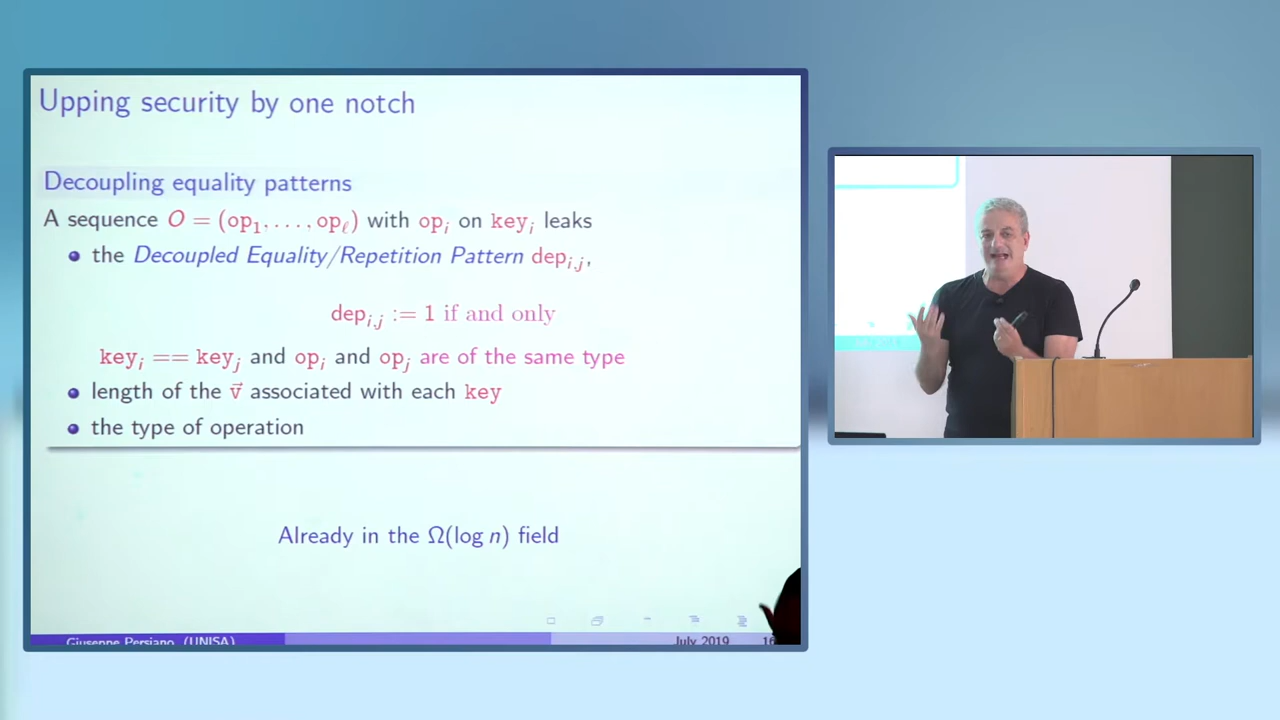 Upping security by one notch
Decoupling equality patterns
A sequence O = (op₁, . . . , opℓ) with opᵢ on keyᵢ leaks
the Decoupled Equality/Repetition Pattern depᵢ,ⱼ,
depᵢ,ⱼ := 1 if and only
keyᵢ == keyⱼ and opᵢ and opⱼ are of the same type
length of the v⃗ associated with each key
the type of operation
Already in the Ω(log n) field
Giuseppe Persiano (UNISA)
July 2019